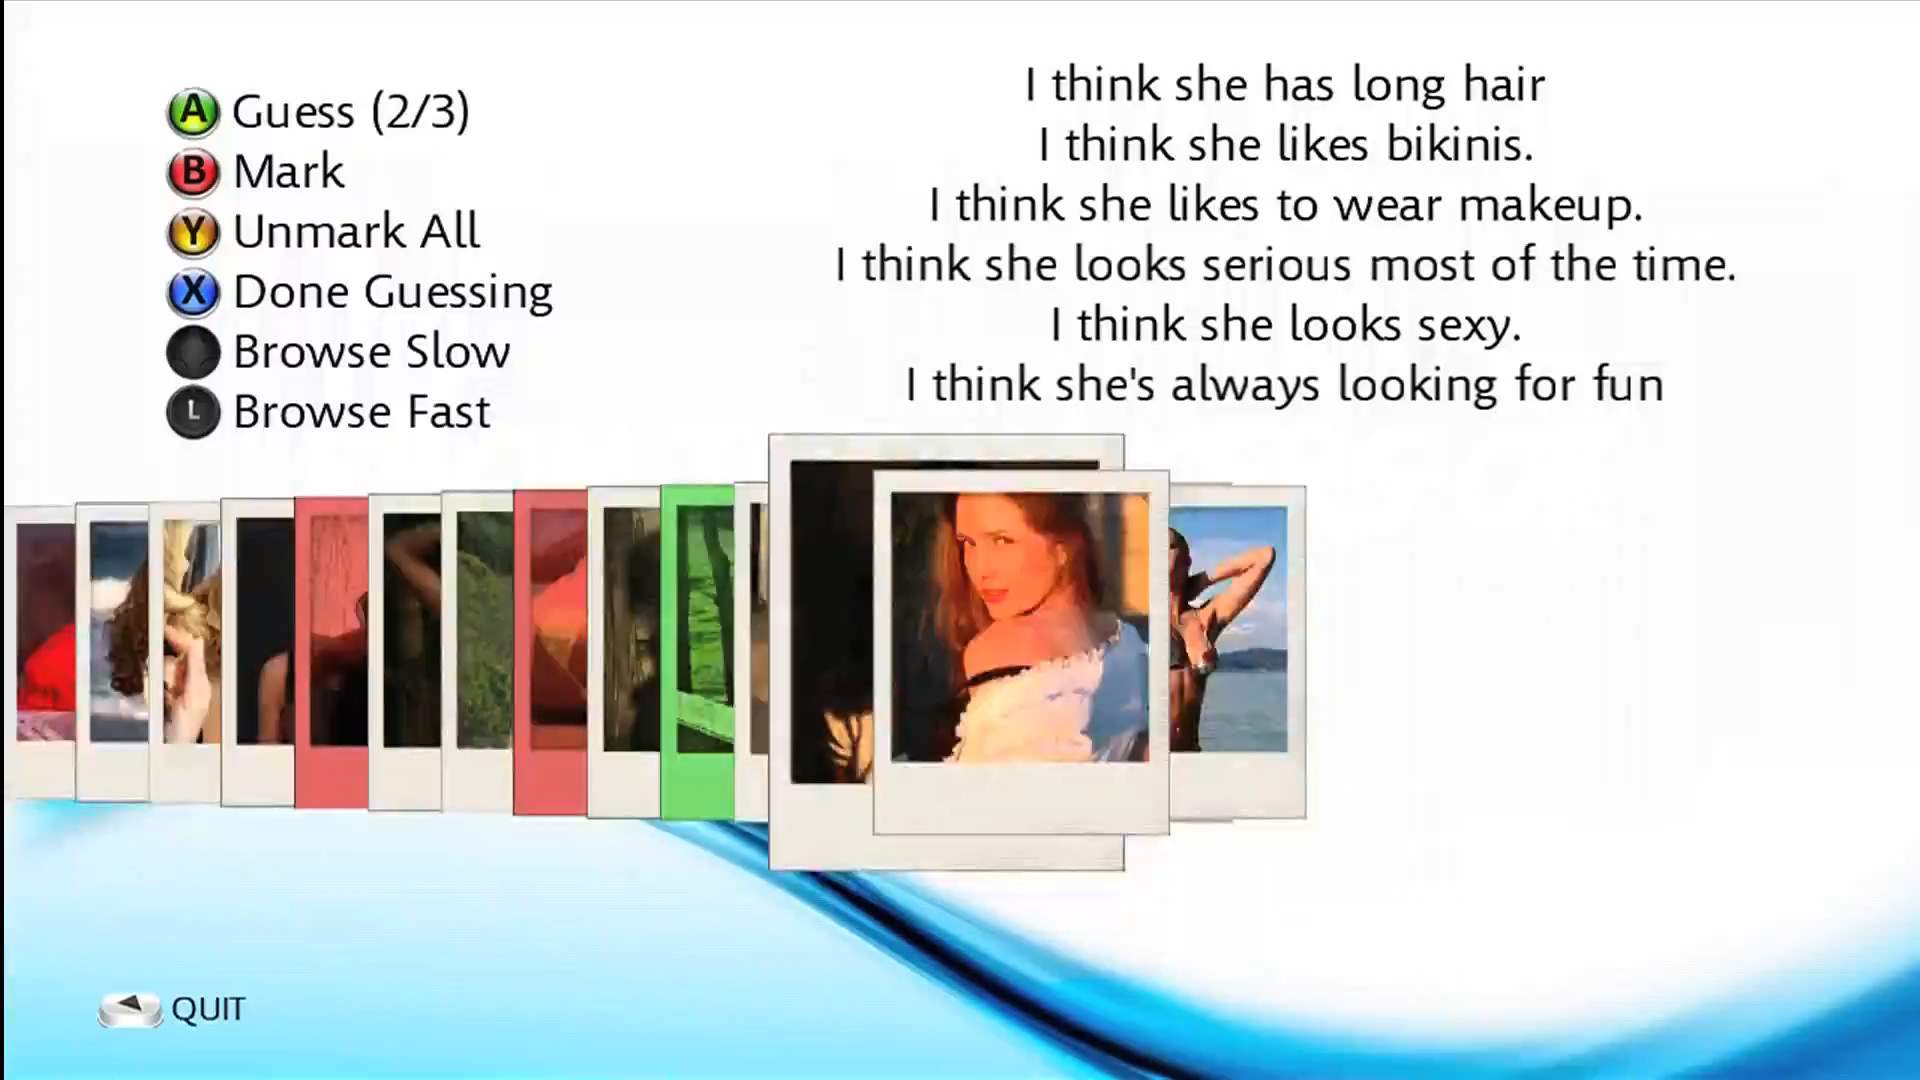 A Guess (2/3)
B Mark
Y Unmark All
X Done Guessing
Browse Slow
L Browse Fast
I think she has long hair
I think she likes bikinis.
I think she likes to wear makeup.
I think she looks serious most of the time.
I think she looks sexy.
I think she's always looking for fun
QUIT